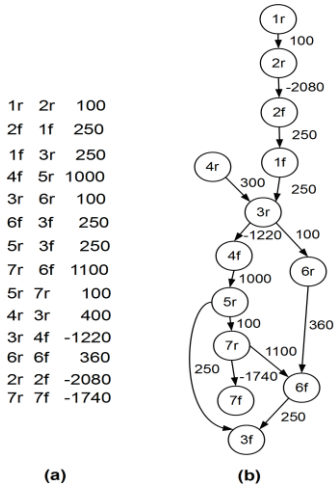 1r 2r 100
2f 1f 250
1f 3r 250
4f 5r 1000
3r 6r 100
6f 3f 250
5r 3f 250
7r 6f 1100
5r 7r 100
4r 3r 400
3r 4f -1220
6r 6f 360
2r 2f -2080
7r 7f -1740
(a)
1r
100
2r
-2080
2f
250
1f
4r
300
250
3r
-1220
100
4f
6r
1000
5r
100
360
7r
1100
250
-1740
7f
6f
250
3f
(b)